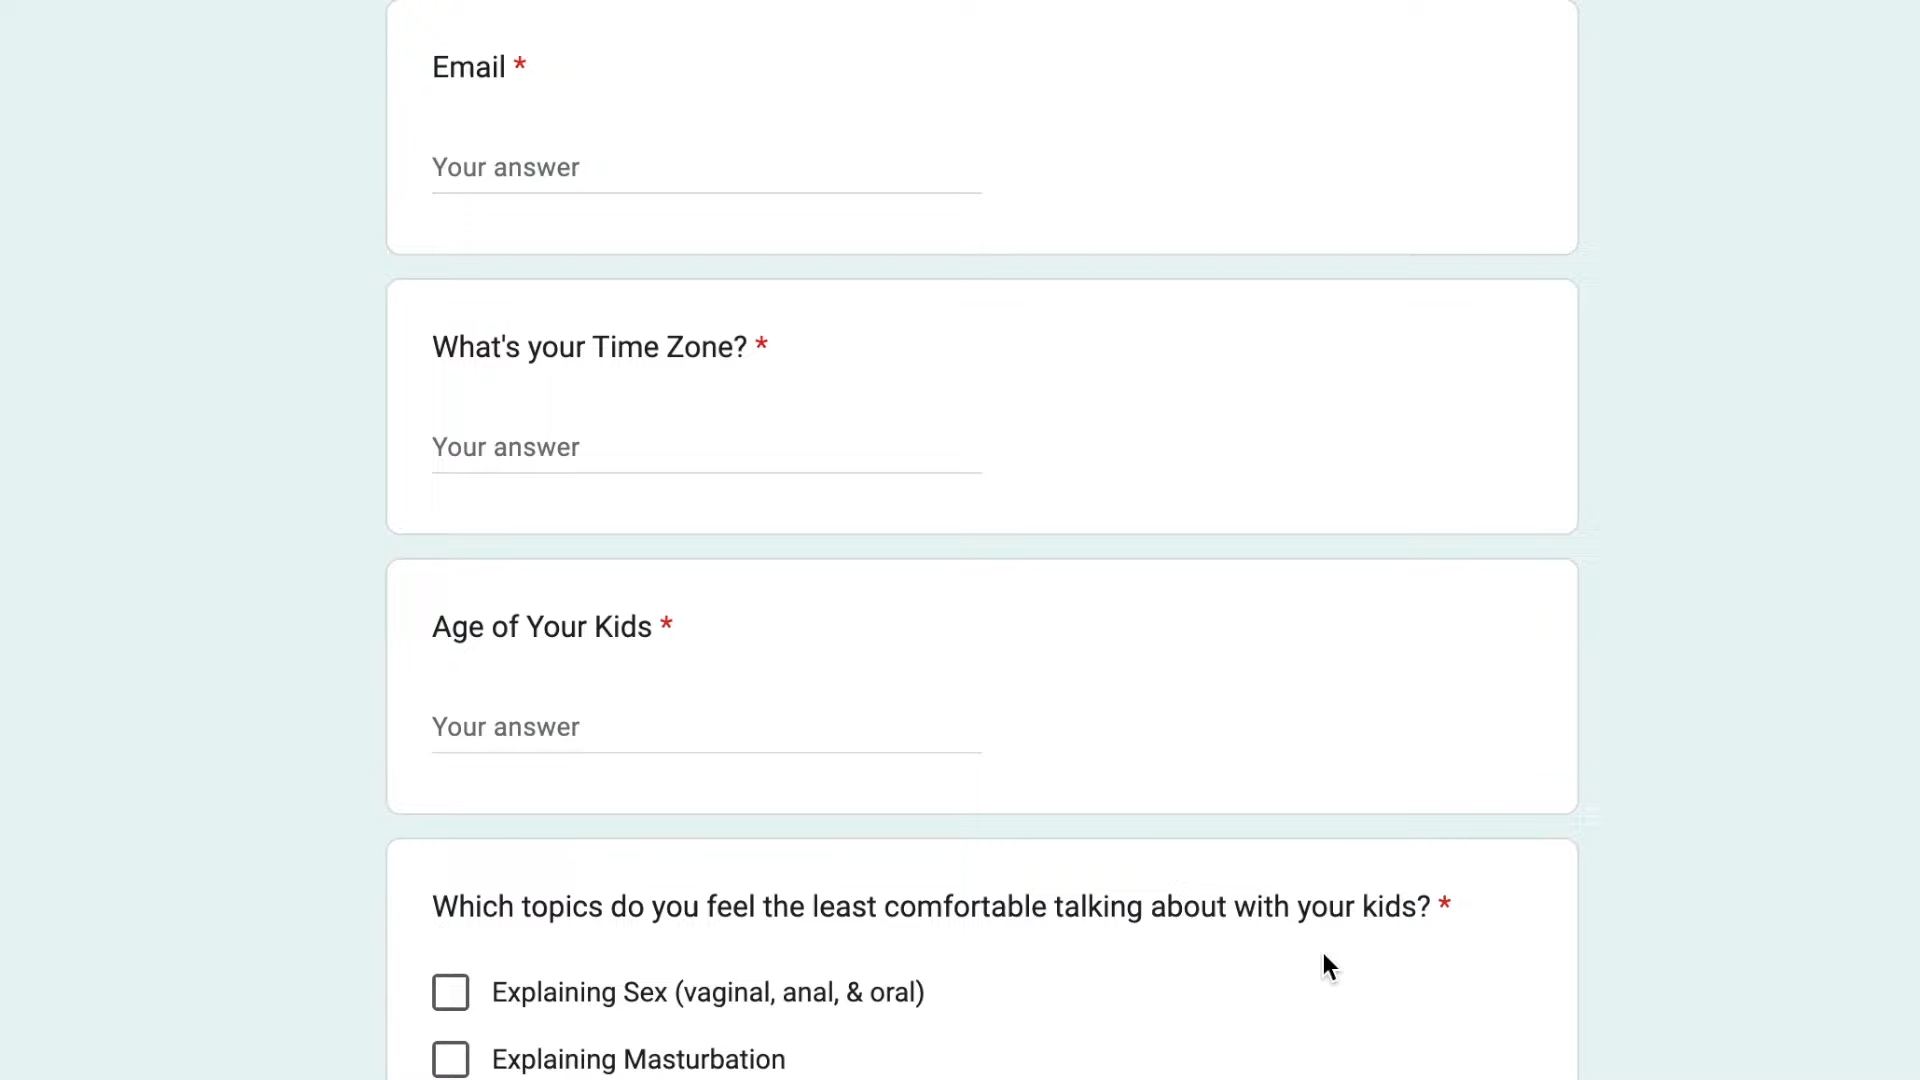 Email *
Your answer
What's your Time Zone? *
Your answer
Age of Your Kids *
Your answer
Which topics do you feel the least comfortable talking about with your kids? *
Explaining Sex (vaginal, anal, & oral)
Explaining Masturbation